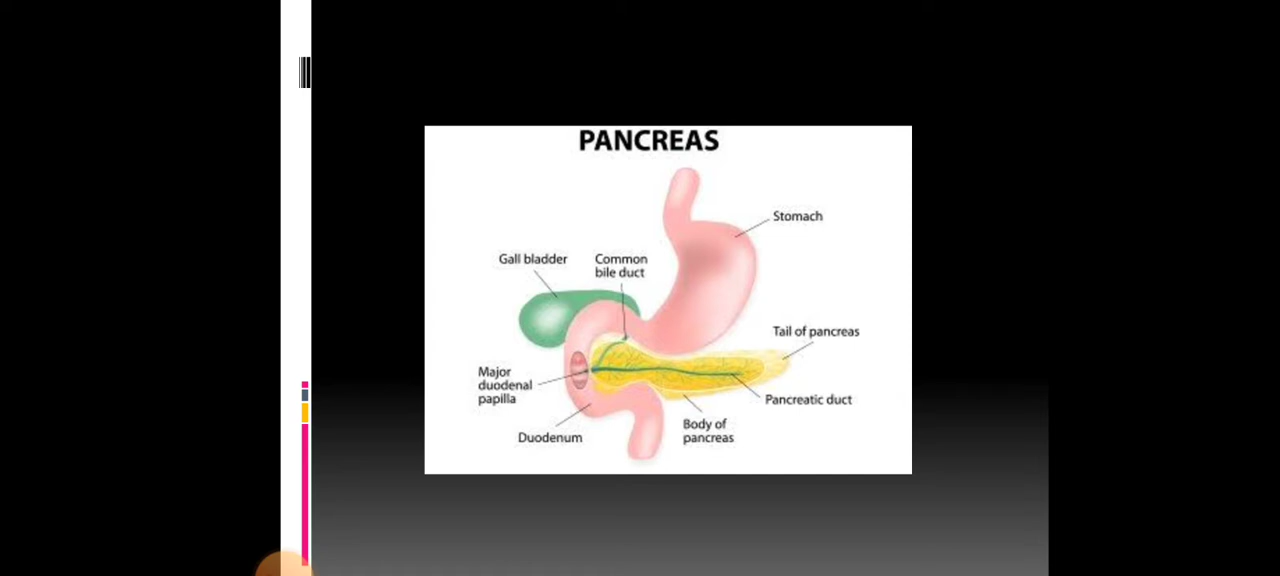 PANCREAS
Stomach
Gall bladder
Common
bile duct
Tail of pancreas
Major
duodenal
papilla
Pancreatic duct
Body of
pancreas
Duodenum